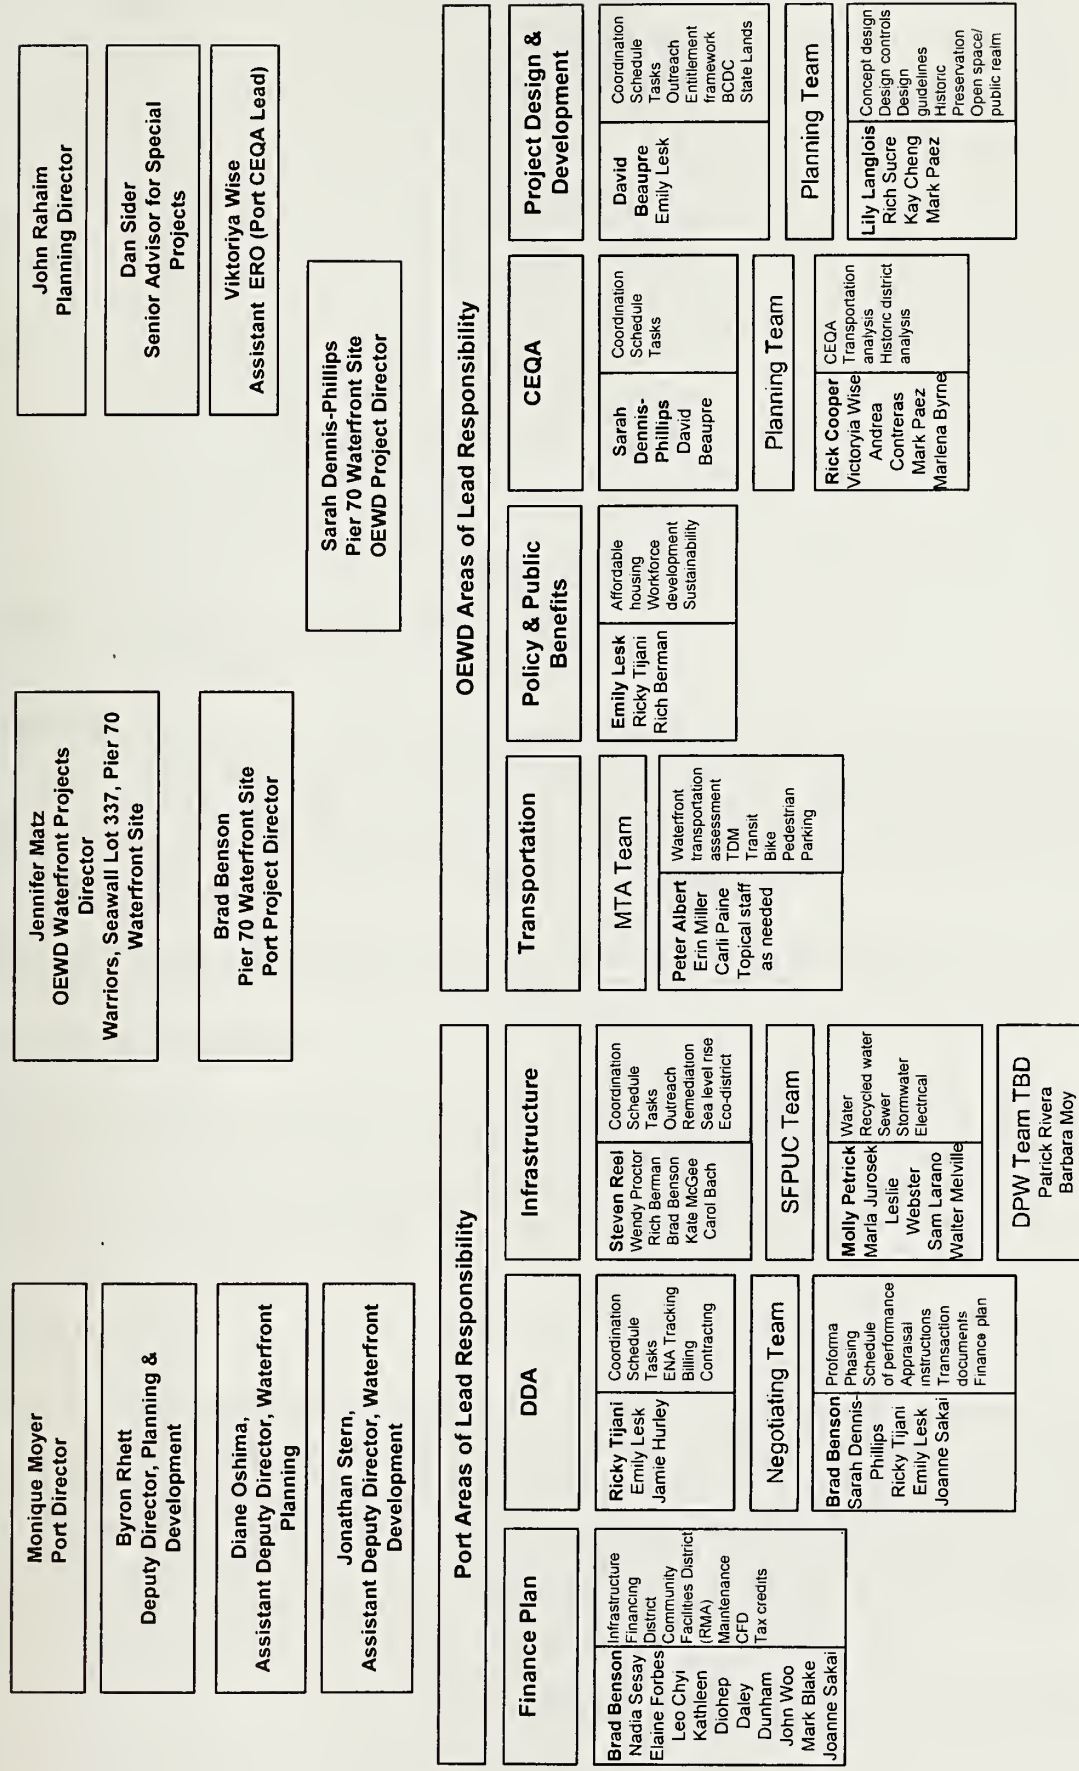 Monique Moyer
Port Director
Byron Rhett
Deputy Director, Planning &
Development
Diane Oshima,
Assistant Deputy Director, Waterfront
Planning
Jonathan Stern,
Assistant Deputy Director, Waterfront
Development
Jennifer Matz
OEWD Waterfront Projects
Director
Warriors, Seawall Lot 337, Pier 70
Waterfront Site
Brad Benson
Pier 70 Waterfront Site
Port Project Director
John Rahaim
Planning Director
Dan Sider
Senior Advisor for Special
Projects
Viktoriya Wise
Assistant ERO (Port CEQA Lead)
Sarah Dennis-Phillips
Pier 70 Waterfront Site
OEWD Project Director
Port Areas of Lead Responsibility
Finance Plan
Brad Benson
Nadia Sesay
Elaine Forbes
Leo Chyi
Kathleen
Diohep
Daley
Dunham
John Woo
Mark Blake
Joanne Sakai
Infrastructure
Financing
District
Community
Facilities District
(RMA)
Maintenance
CFD
Tax credits
DDA
Ricky Tijani
Emily Lesk
Jamie Hurley
Coordination
Schedule
Tasks
ENA Tracking
Billing
Contracting
Negotiating Team
Brad Benson
Sarah Dennis-
Phillips
Ricky Tijani
Emily Lesk
Joanne Sakai
Proforma
Phasing
Schedule
of performance
Appraisal
instructions
Transaction
documents
Finance plan
Infrastructure
Steven Reel
Wendy Proctor
Rich Berman
Brad Benson
Kate McGee
Carol Bach
Coordination
Schedule
Tasks
Outreach
Remediation
Sea level rise
Eco-district
SFPUC Team
Molly Petrick
Marla Jurosek
Leslie
Webster
Sam Larano
Walter Melville
Water
Recycled water
Sewer
Stormwater
Electrical
DPW Team TBD
Patrick Rivera
Barbara Moy
OEWD Areas of Lead Responsibility
Transportation
MTA Team
Peter Albert
Erin Miller
Carli Paine
Topical staff
as needed
Waterfront
transportation
assessment
TDM
Transit
Bike
Pedestrian
Parking
Policy & Public
Benefits
Emily Lesk
Ricky Tijani
Rich Berman
Affordable
housing
Workforce
development
Sustainability
CEQA
Sarah
Dennis-
Phillips
David
Beaupre
Coordination
Schedule
Tasks
Planning Team
Rick Cooper
Victoryia Wise
Andrea
Contreras
Mark Paez
Marlena Byrne
CEQA
Transportation
analysis
Historic district
analysis
Project Design &
Development
David
Beaupre
Emily Lesk
Coordination
Schedule
Tasks
Outreach
Entitlement
framework
BCDC
State Lands
Planning Team
Lily Langlois
Rich Sucre
Kay Cheng
Mark Paez
Concept design
Design controls
Design
guidelines
Historic
Preservation
Open space/
public realm